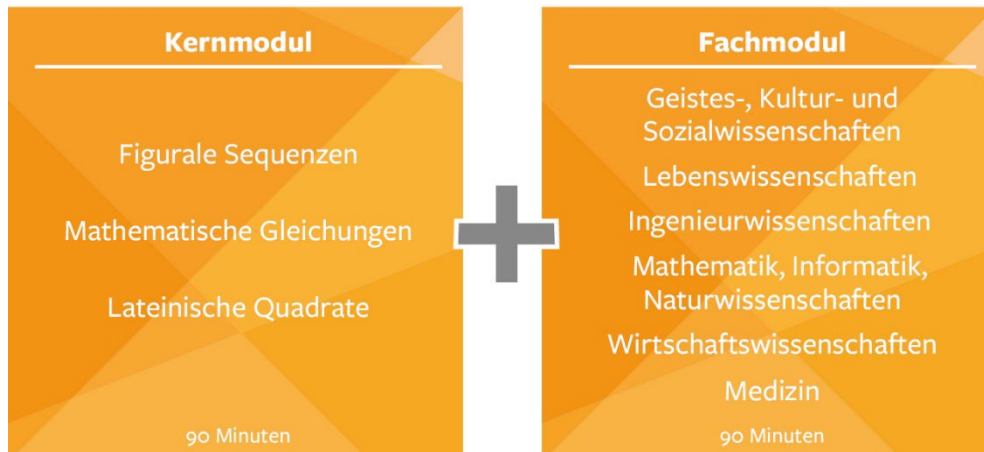 Kernmodul
Figurale Sequenzen
Mathematische Gleichungen
Lateinische Quadrate
90 Minuten
Fachmodul
Geistes-, Kultur- und
Sozialwissenschaften
Lebenswissenschaften
Ingenieurwissenschaften
Mathematik, Informatik,
Naturwissenschaften
Wirtschaftswissenschaften
Medizin
90 Minuten